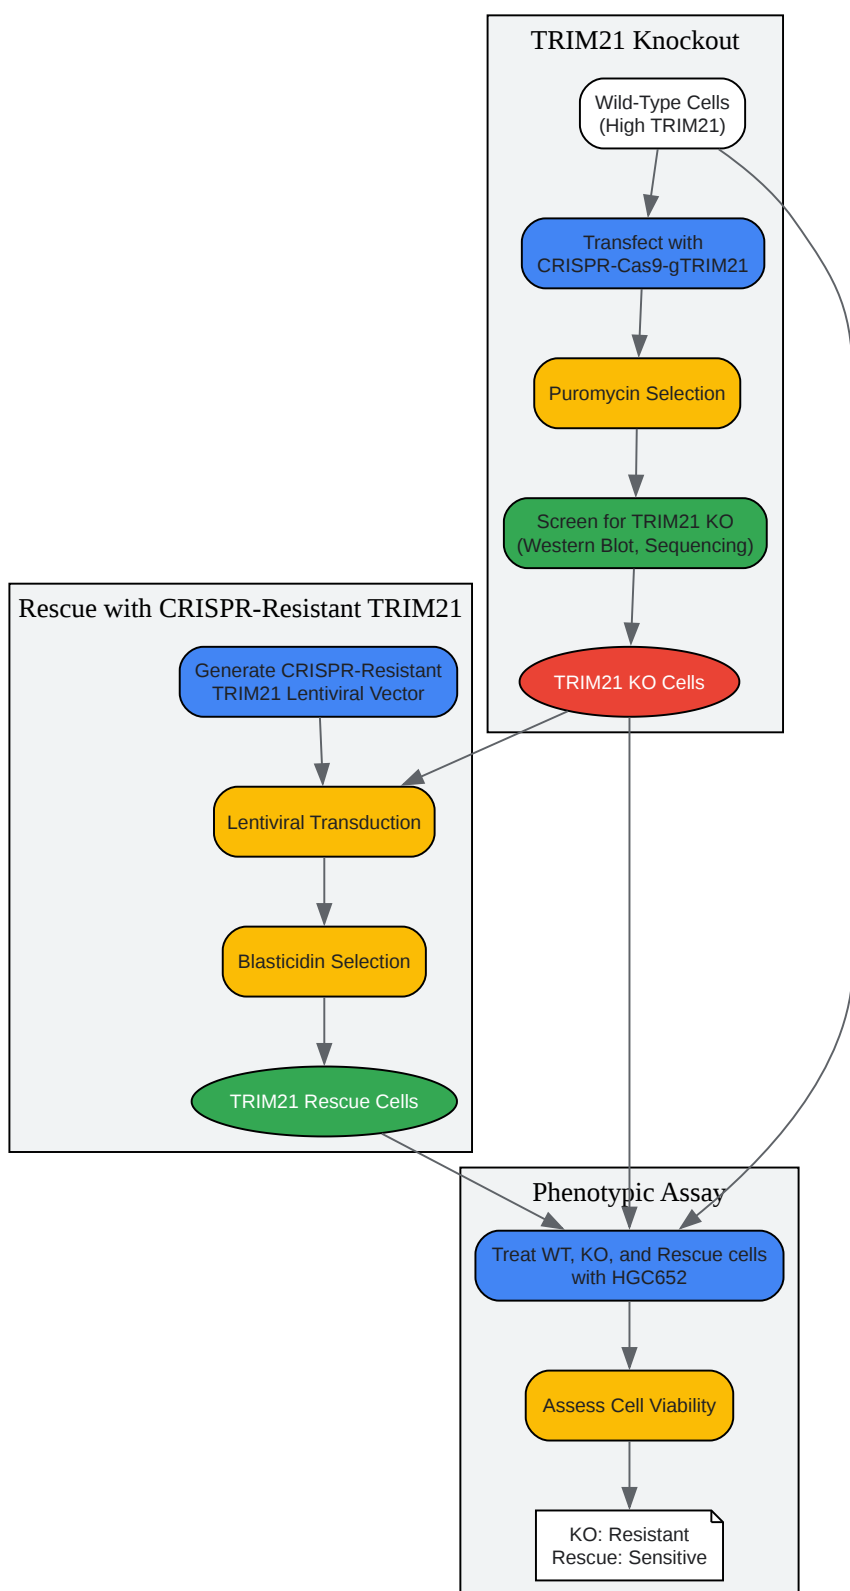 TRIM21 Knockout
Wild-Type Cells
(High TRIM21)
Transfect with
CRISPR-Cas9-gTRIM21
Puromycin Selection
Screen for TRIM21 KO
(Western Blot, Sequencing)
TRIM21 KO Cells
Rescue with CRISPR-Resistant TRIM21
Generate CRISPR-Resistant
TRIM21 Lentiviral Vector
Lentiviral Transduction
Blasticidin Selection
TRIM21 Rescue Cells
Phenotypic Assay
Treat WT, KO, and Rescue cells
with HGC652
Assess Cell Viability
KO: Resistant
Rescue: Sensitive